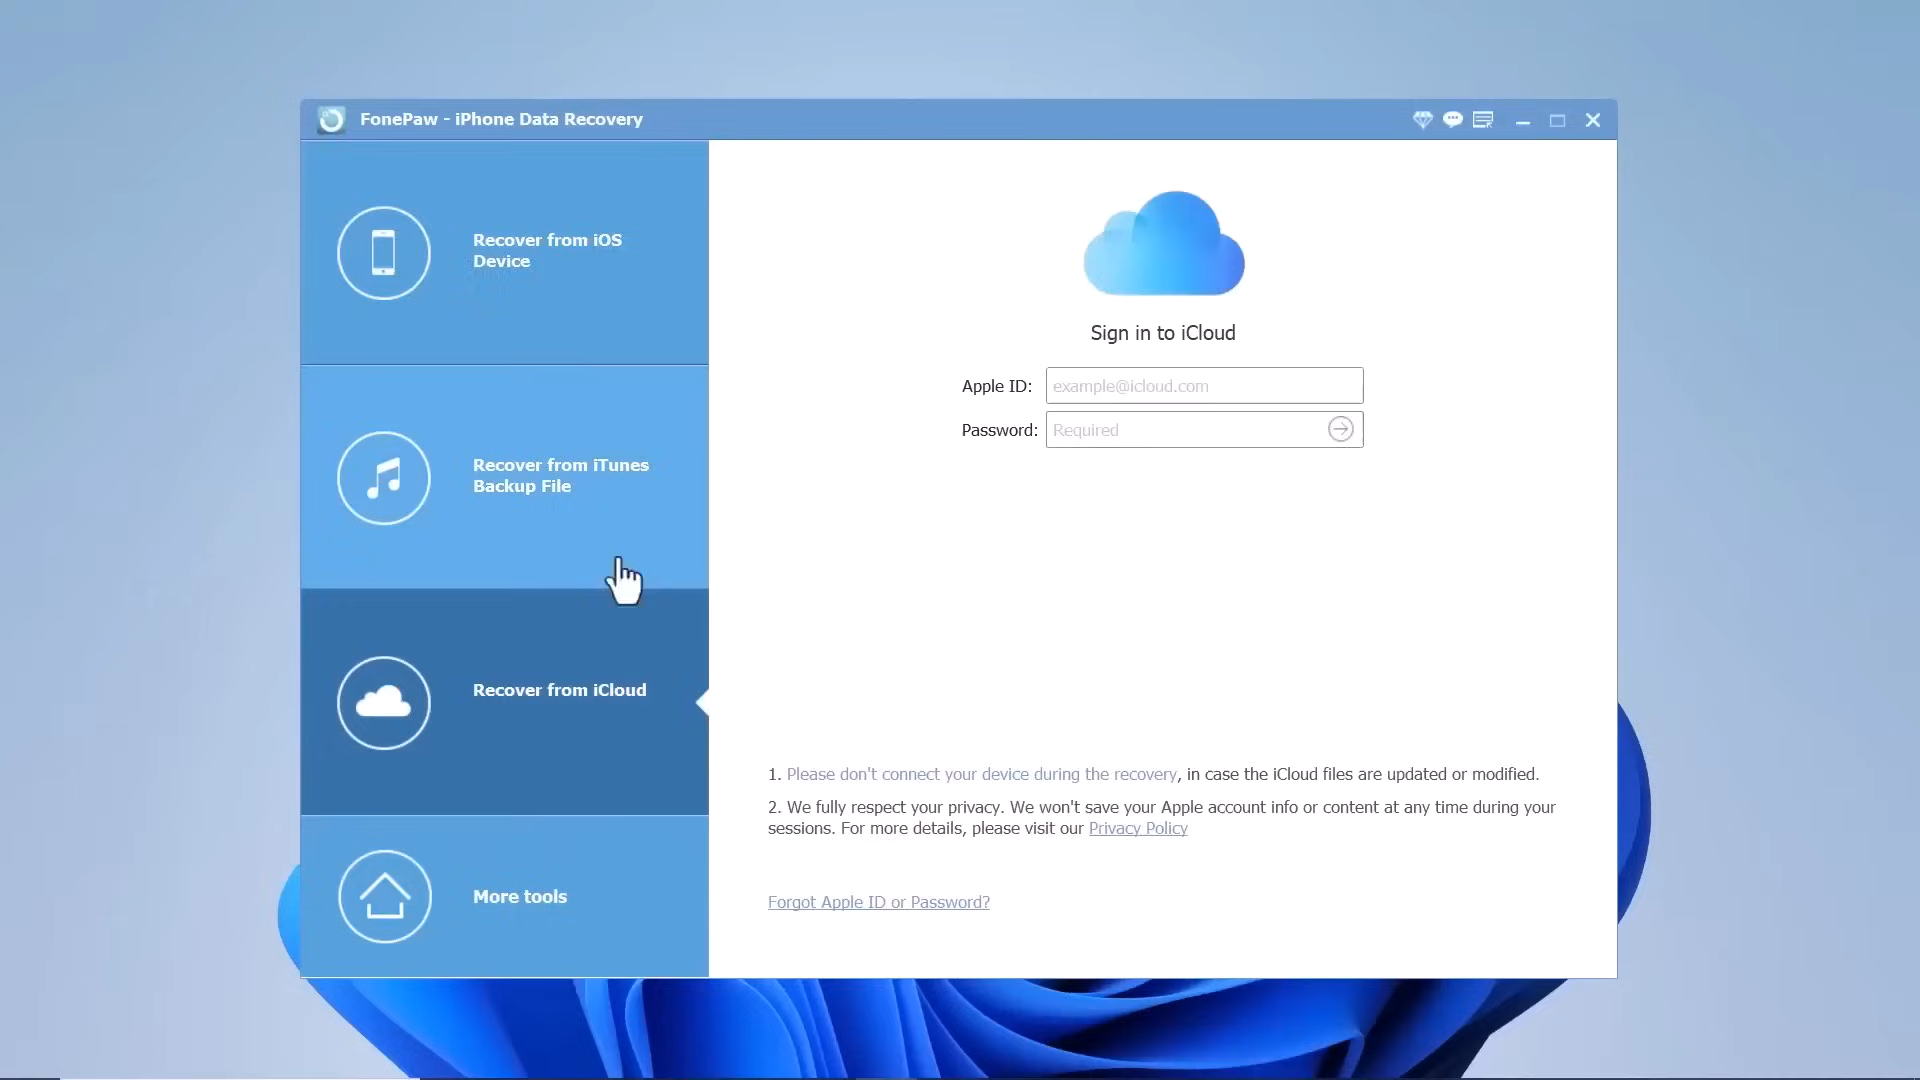 FonePaw - iPhone Data Recovery
Recover from iOS
Device
Recover from iTunes
Backup File
Recover from iCloud
More tools
Sign in to iCloud
Apple ID: example@icloud.com
Password: Required
1. Please don't connect your device during the recovery, in case the iCloud files are updated or modified.
2. We fully respect your privacy. We won't save your Apple account info or content at any time during your
sessions. For more details, please visit our Privacy Policy
Forgot Apple ID or Password?